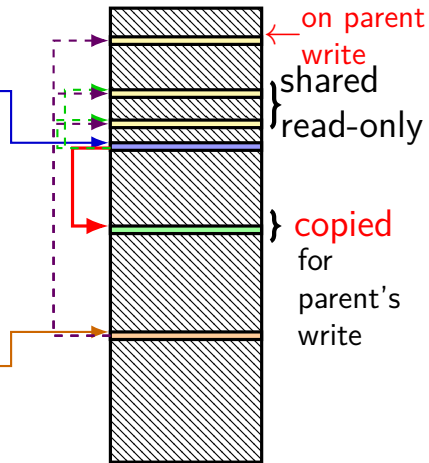 on parent
write
shared
read-only
copied
for
parent's
write